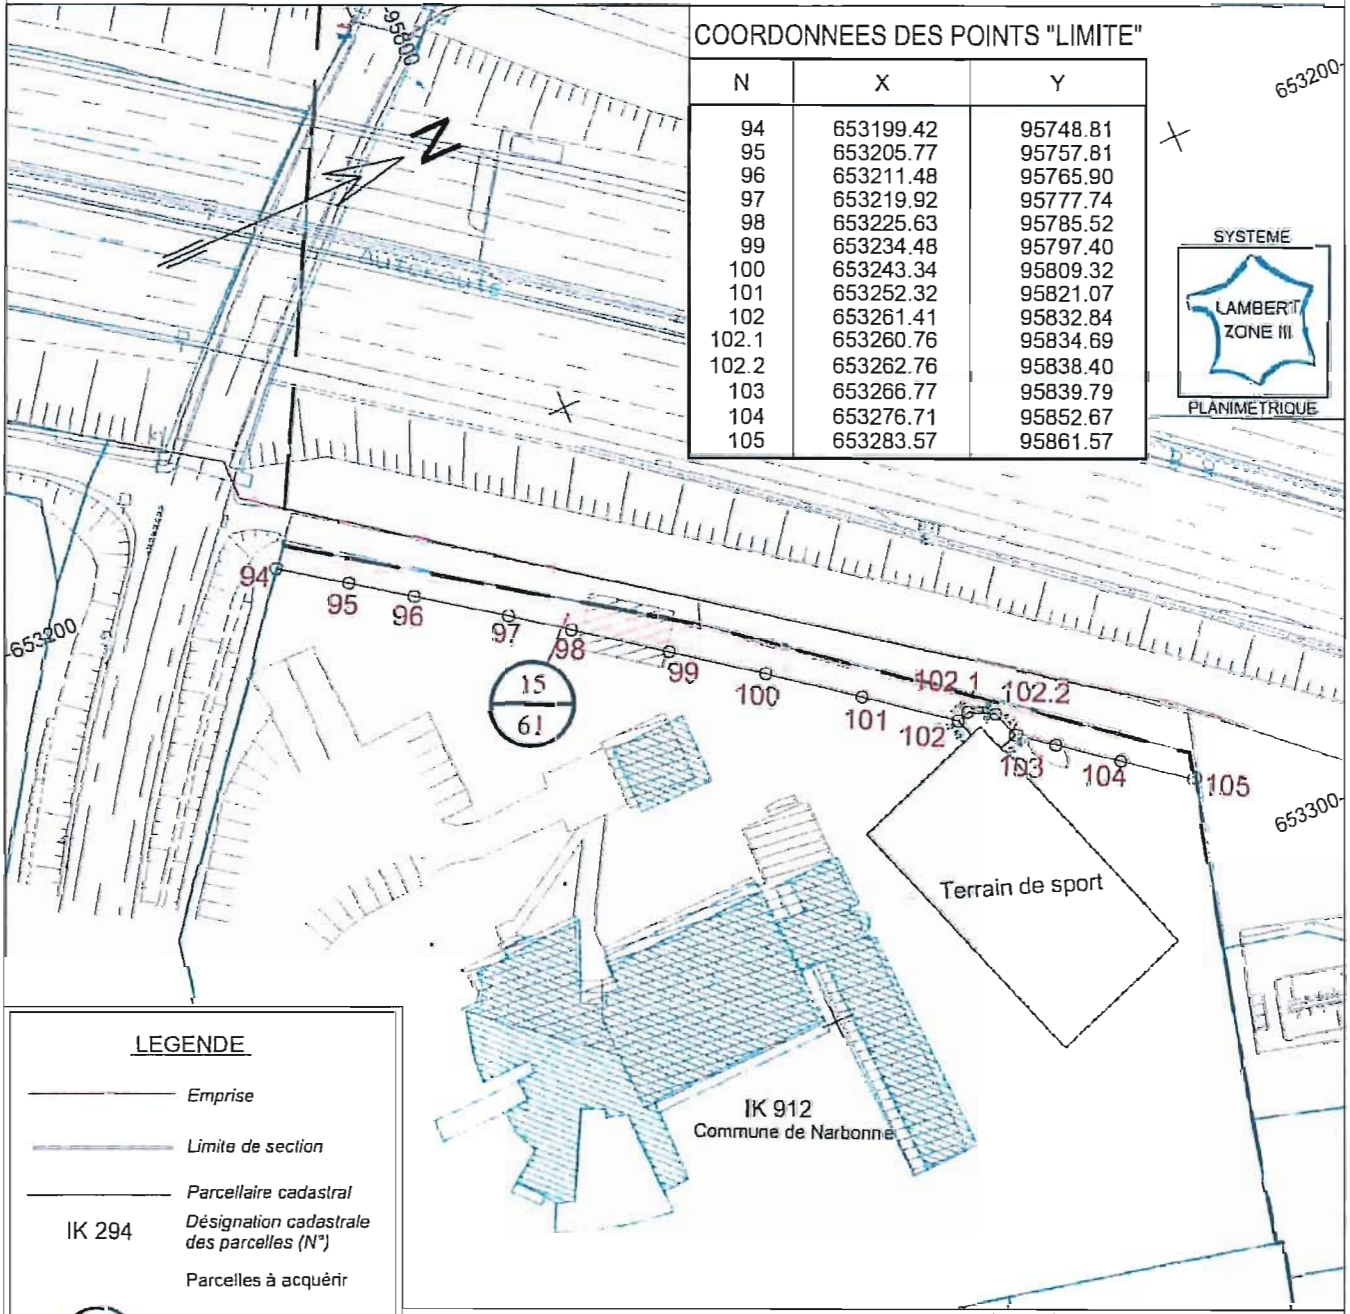 COORDONNEES DES POINTS "LIMITE"
N X Y
94 653199.42 95748.81
95 653205.77 95757.81
96 653211.48 95765.90
97 653219.92 95777.74
98 653225.63 95785.52
99 653234.48 95797.40
100 653243.34 95809.32
101 653252.32 95821.07
102 653261.41 95832.84
102.1 653260.76 95834.69
102.2 653262.76 95838.40
103 653266.77 95839.79
104 653276.71 95852.67
105 653283.57 95861.57
95800
653200
N
Autoroute
SYSTEME
LAMBERT
ZONE III
PLANIMETRIQUE
653200
94
95
96
97
98
99
100
101
102
102.1
102.2
103
104
105
15
61
653300
Terrain de sport
IK 912
Commune de Narbonne
LEGENDE
Emprise
Limite de section
Parcellaire cadastral
IK 294 Désignation cadastrale
des parcelles (N°)
Parcelles à acquèrir